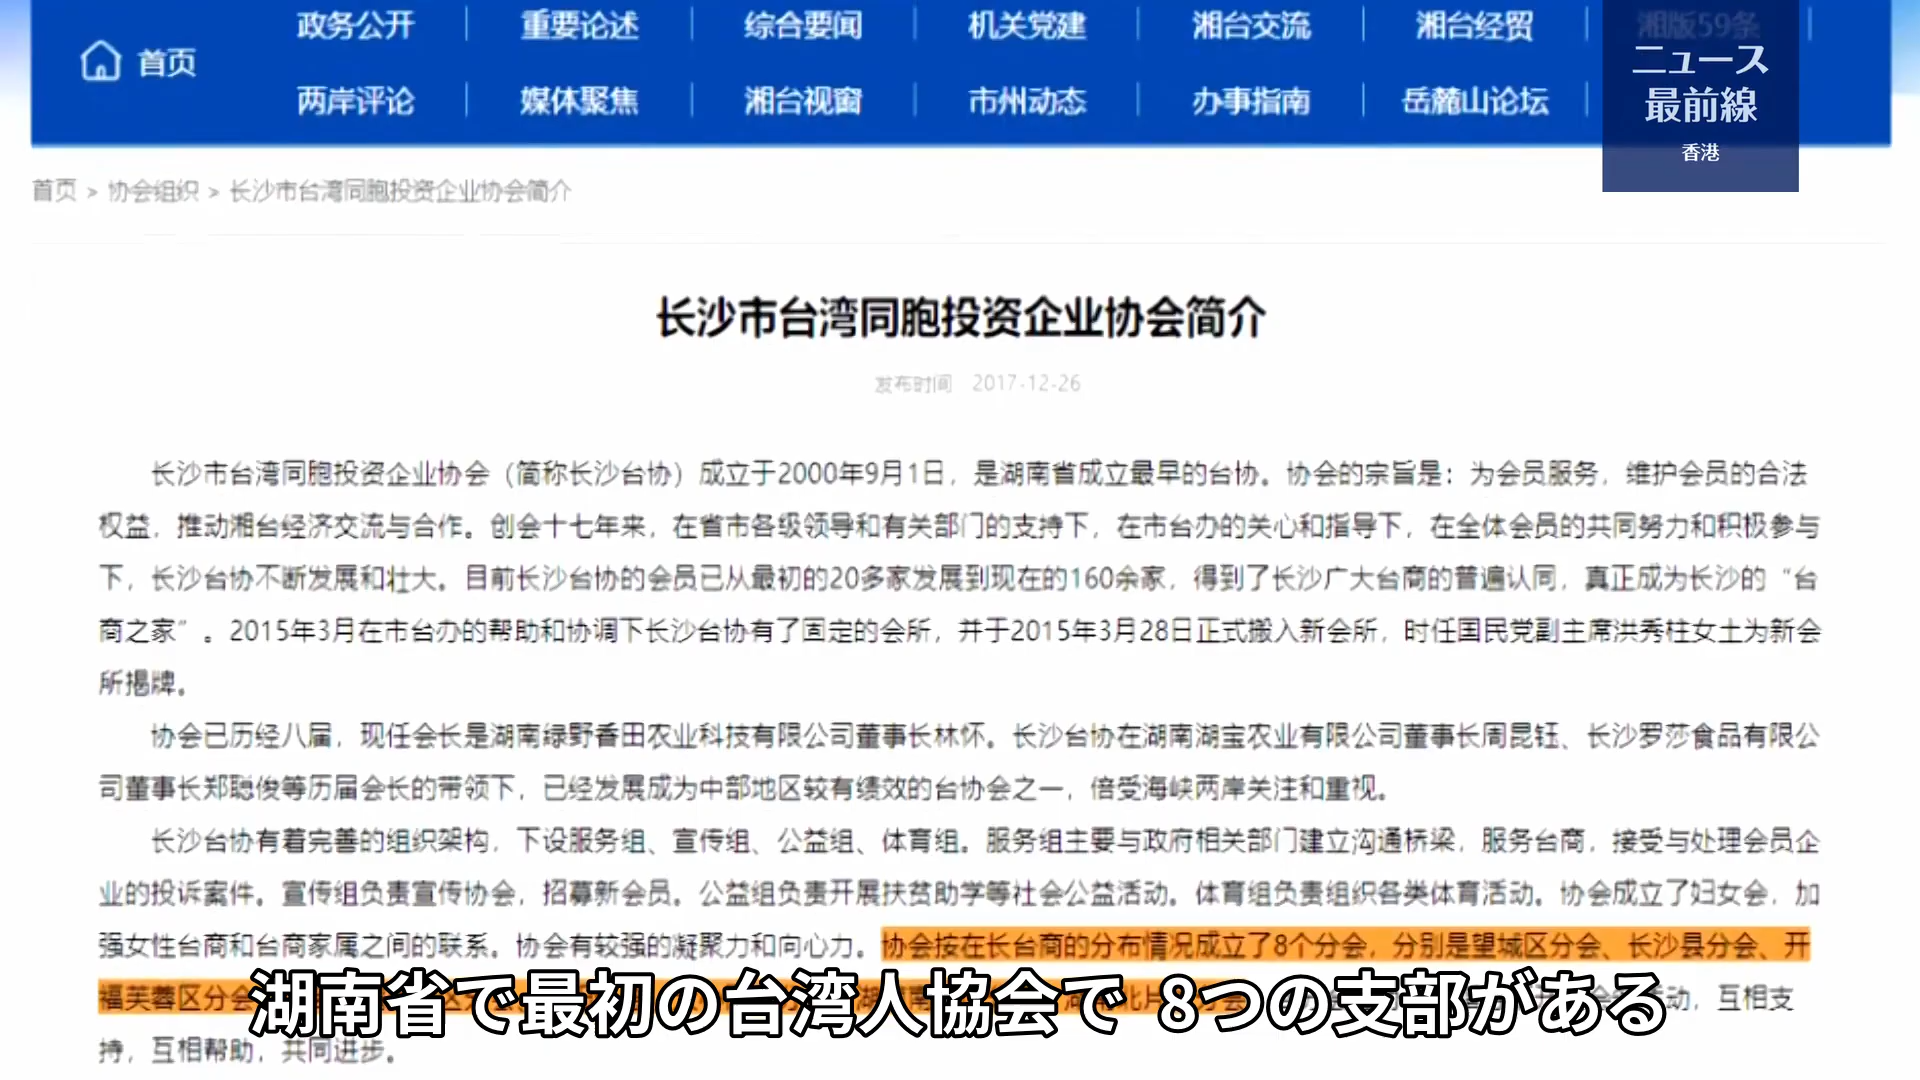 政务公开 重要论述 综合要闻 机关党建 湘台交流 湘台经贸 湘版59条
首页
两岸评论 媒体聚焦 湘台视窗 市州动态 办事指南 岳麓山论坛
ニュース
最前線
香港
首页 > 协会组织 > 长沙市台湾同胞投资企业协会简介
长沙市台湾同胞投资企业协会简介
发布时间 2017-12-26
长沙市台湾同胞投资企业协会（简称长沙台协）成立于2000年9月1日，是湖南省成立最早的台协。协会的宗旨是：为会员服务，维护会员的合法
权益，推动湘台经济交流与合作。创会十七年来，在省市各级领导和有关部门的支持下，在市台办的关心和指导下，在全体会员的共同努力和积极参与
下，长沙台协不断发展和壮大。目前长沙台协的会员已从最初的20多家发展到现在的160余家，得到了长沙广大台商的普遍认同，真正成为长沙的“台
商之家”。2015年3月在市台办的帮助和协调下长沙台协有了固定的会所，并于2015年3月28日正式搬入新会所，时任国民党副主席洪秀柱女士为新会
所揭牌。
协会已历经八届，现任会长是湖南绿野香田农业科技有限公司董事长林怀。长沙台协在湖南湖宝农业有限公司董事长周昆钰、长沙罗莎食品有限公
司董事长郑聪俊等历届会长的带领下，已经发展成为中部地区较有绩效的台协会之一，倍受海峡两岸关注和重视。
长沙台协有着完善的组织架构，下设服务组、宣传组、公益组、体育组。服务组主要与政府相关部门建立沟通桥梁，服务台商，接受与处理会员企
业的投诉案件。宣传组负责宣传协会，招募新会员。公益组负责开展扶贫助学等社会公益活动。体育组负责组织各类体育活动。协会成立了妇女会，加
强女性台商和台商家属之间的联系。协会有较强的凝聚力和向心力。协会按在长台商的分布情况成立了8个分会，分别是望城区分会、长沙县分会、开
福芙蓉区分会 动，互相支
湖南省で最初の台湾人協会で 8つの支部がある
持，互相帮助，共同进步。